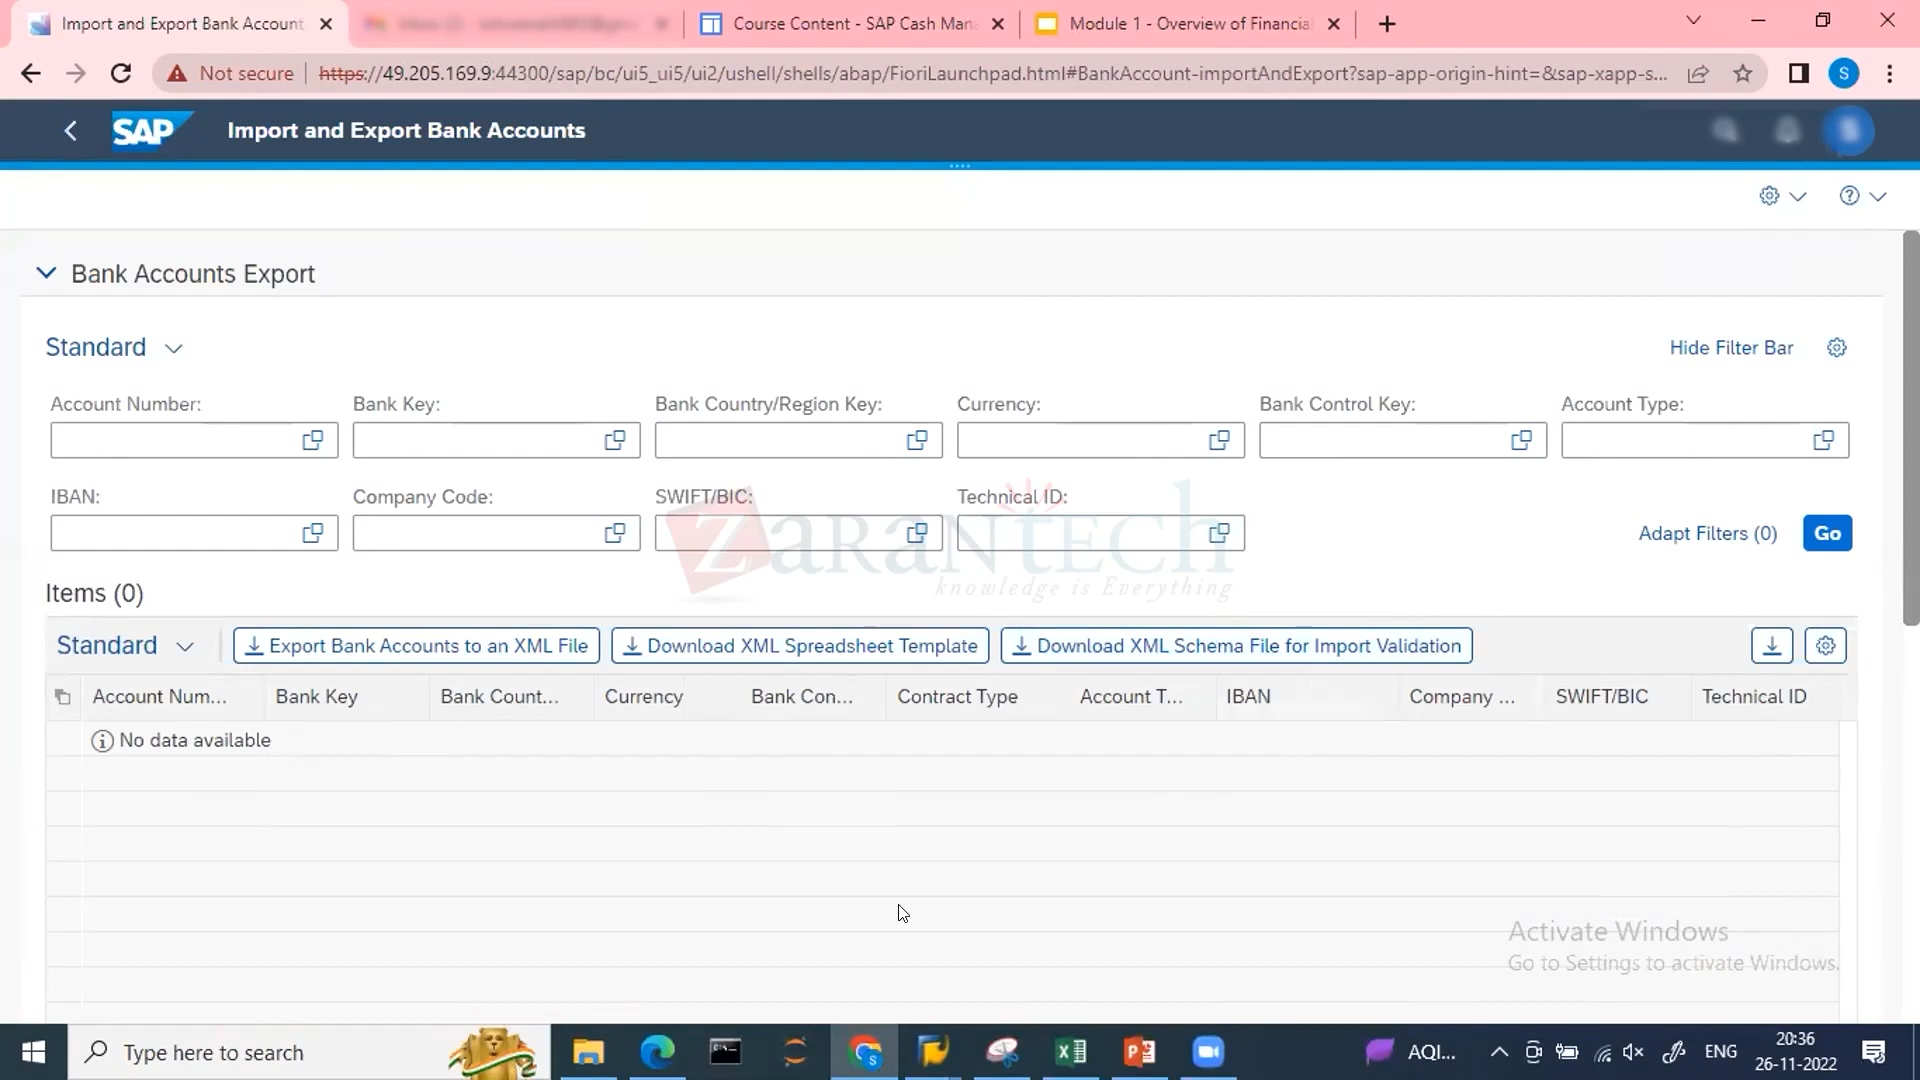 Import and Export Bank Account
Course Content - SAP Cash Man
Module 1 - Overview of Financia
Not secure
https://49.205.169.9:44300/sap/bc/ui5_ui5/ui2/ushell/shells/abap/FioriLaunchpad.html#BankAccount-importAndExport?sap-app-origin-hint=&sap-xapp-s...
S
SAP
Import and Export Bank Accounts
Bank Accounts Export
Standard
Hide Filter Bar
Account Number:
Bank Key:
Bank Country/Region Key:
Currency:
Bank Control Key:
Account Type:
IBAN:
Company Code:
SWIFT/BIC:
Technical ID:
Adapt Filters (0)
Go
zaranTech
knowledge is Everything
Items (0)
Standard
Export Bank Accounts to an XML File
Download XML Spreadsheet Template
Download XML Schema File for Import Validation
Account Num...
Bank Key
Bank Count...
Currency
Bank Con...
Contract Type
Account T...
IBAN
Company ...
SWIFT/BIC
Technical ID
No data available
Activate Windows
Go to Settings to activate Windows.
Type here to search
AQI...
ENG
20:36
26-11-2022